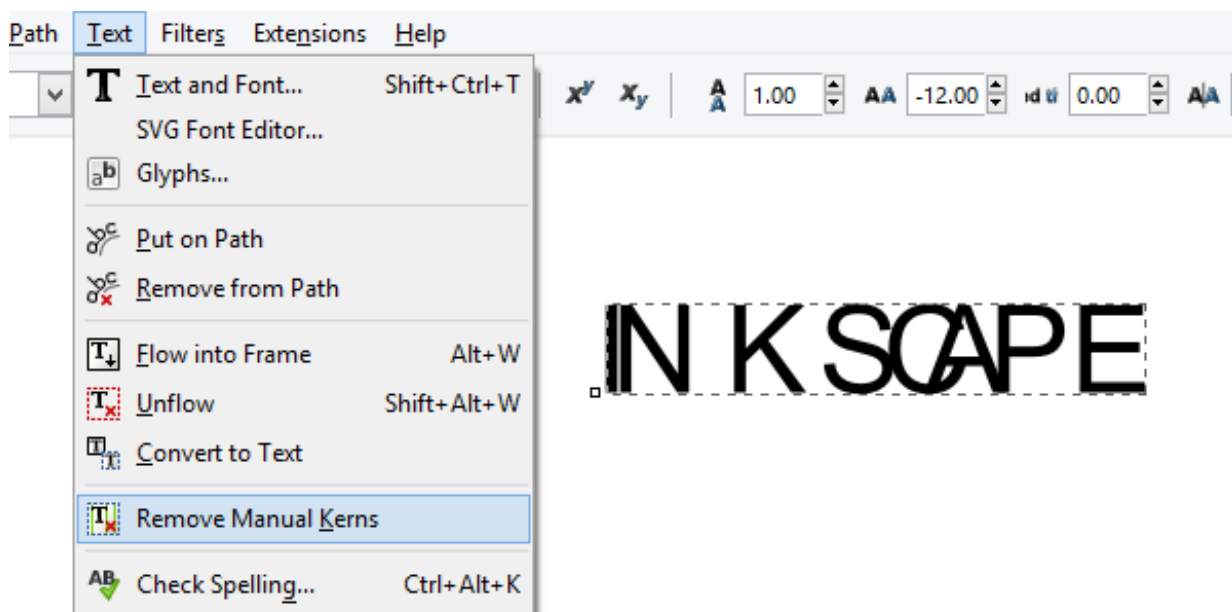 Path Text Filters Extensions Help
Text and Font... Shift+Ctrl+T
1.00 -12.00 0.00
SVG Font Editor...
Glyphs...
Put on Path
Remove from Path
INKSCAPE
Flow into Frame Alt+W
Unflow Shift+Alt+W
Convert to Text
Remove Manual Kerns
Check Spelling... Ctrl+Alt+K